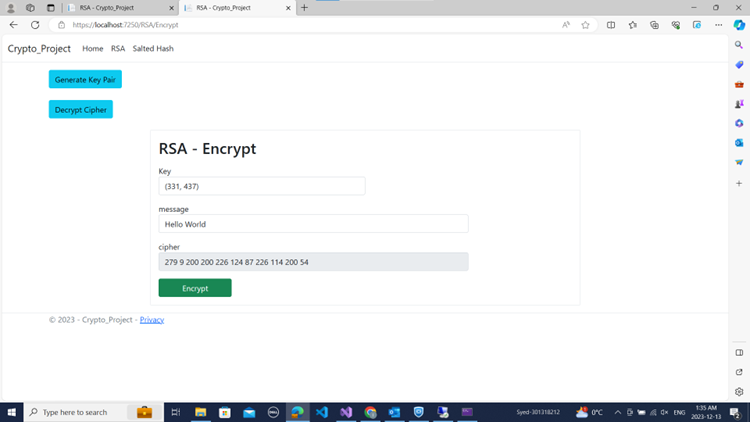 RSA - Crypto_Project
RSA - Crypto_Project
https://localhost:7250/RSA/Encrypt
Crypto_Project Home RSA Salted Hash
Generate Key Pair
Decrypt Cipher
RSA - Encrypt
Key
(331, 437)
message
Hello World
cipher
279 9 200 200 226 124 87 226 114 200 54
Encrypt
© 2023 - Crypto_Project - Privacy
Type here to search
DELL
Syed-301318212
0°C
ENG
1:35 AM
2023-12-13
2